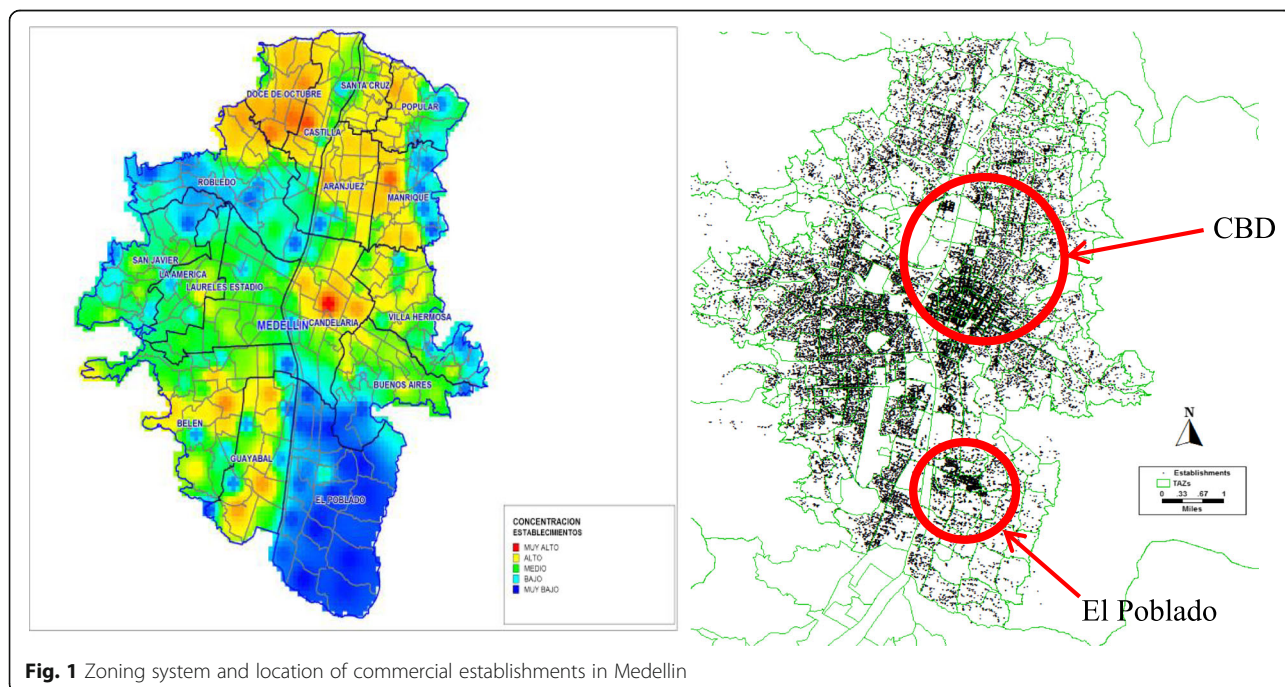 DOCE DE OCTUBRE
SANTA CRUZ
POPULAR
CASTILLA
ROBLEDO
ARANJUEZ
MANRIQUE
SAN JAVIER
LA AMERICA
LAURELES ESTADIO
MEDELLIN
CANDELARIA
VILLA HERMOSA
BUENOS AIRES
BELEN
GUAYABAL
EL POBLADO
CONCENTRACION
ESTABLECIMIENTOS
MUY ALTO
ALTO
MEDIO
BAJO
MUY BAJO
CBD
N
Establishments
TAZs
0 .33 .67 1
Miles
El Poblado
Fig. 1 Zoning system and location of commercial establishments in Medellin